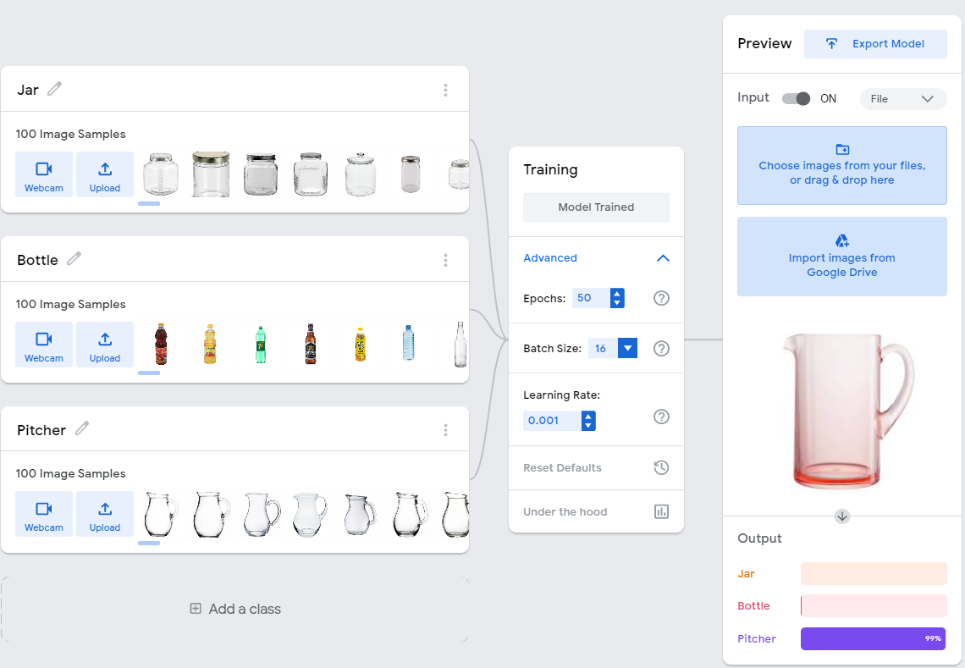 Jar
100 Image Samples
Webcam
Upload
Bottle
100 Image Samples
Webcam
Upload
Pitcher
100 Image Samples
Webcam
Upload
Add a class
Training
Model Trained
Advanced
Epochs: 50
Batch Size: 16
Learning Rate:
0.001
Reset Defaults
Under the hood
Preview
Export Model
Input ON File
Choose images from your files,
or drag & drop here
Import images from
Google Drive
Output
Jar
Bottle
Pitcher 99%